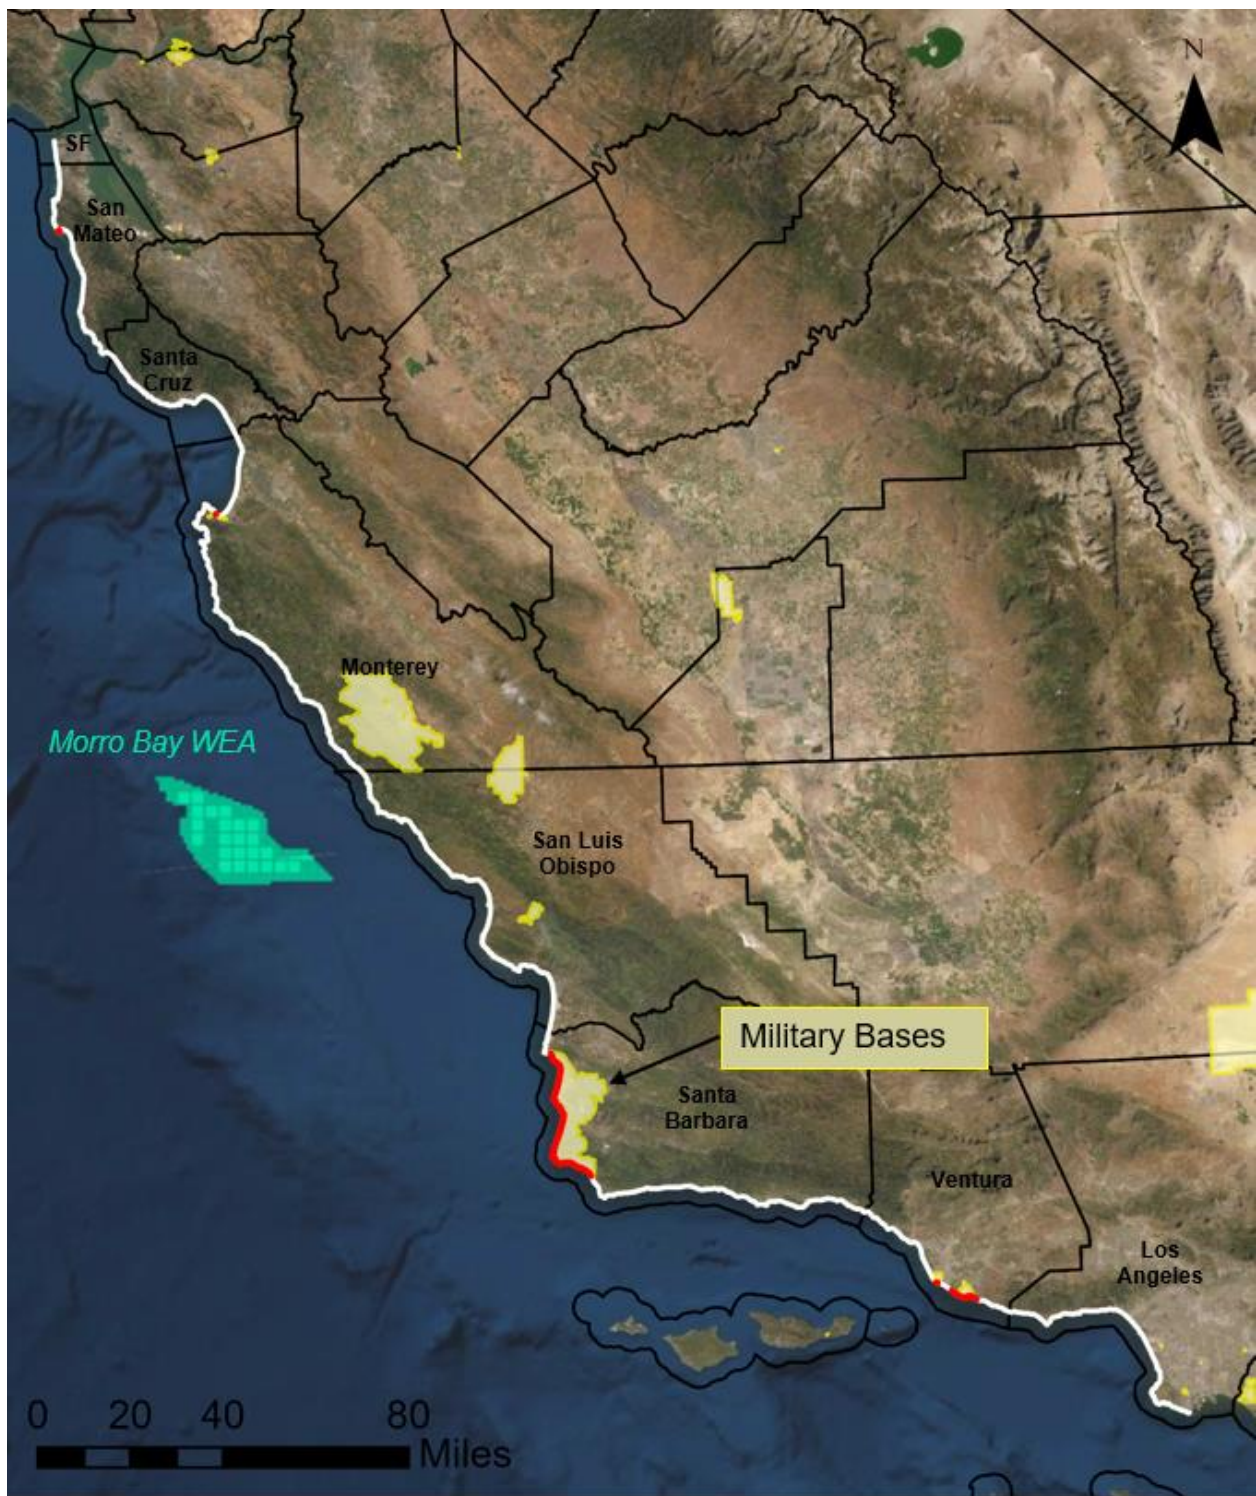 N
SF
San
Mateo
Santa
Cruz
Monterey
Morro Bay WEA
San Luis
Obispo
Military Bases
Santa
Barbara
Ventura
Los
Angeles
0 20 40 80
Miles